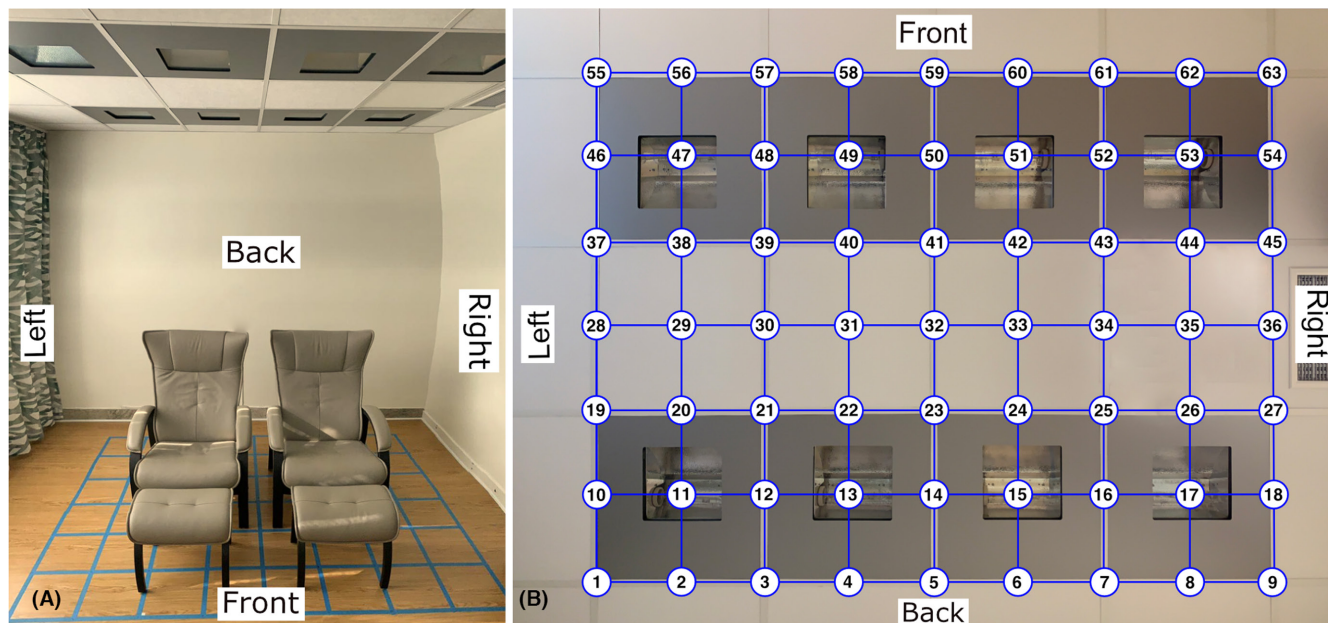 Back
Left
Right
Front
(A)
Front
55 56 57 58 59 60 61 62 63
46 47 48 49 50 51 52 53 54
37 38 39 40 41 42 43 44 45
Left
28 29 30 31 32 33 34 35 36
Right
19 20 21 22 23 24 25 26 27
10 11 12 13 14 15 16 17 18
1 2 3 4 5 6 7 8 9
(B)
Back